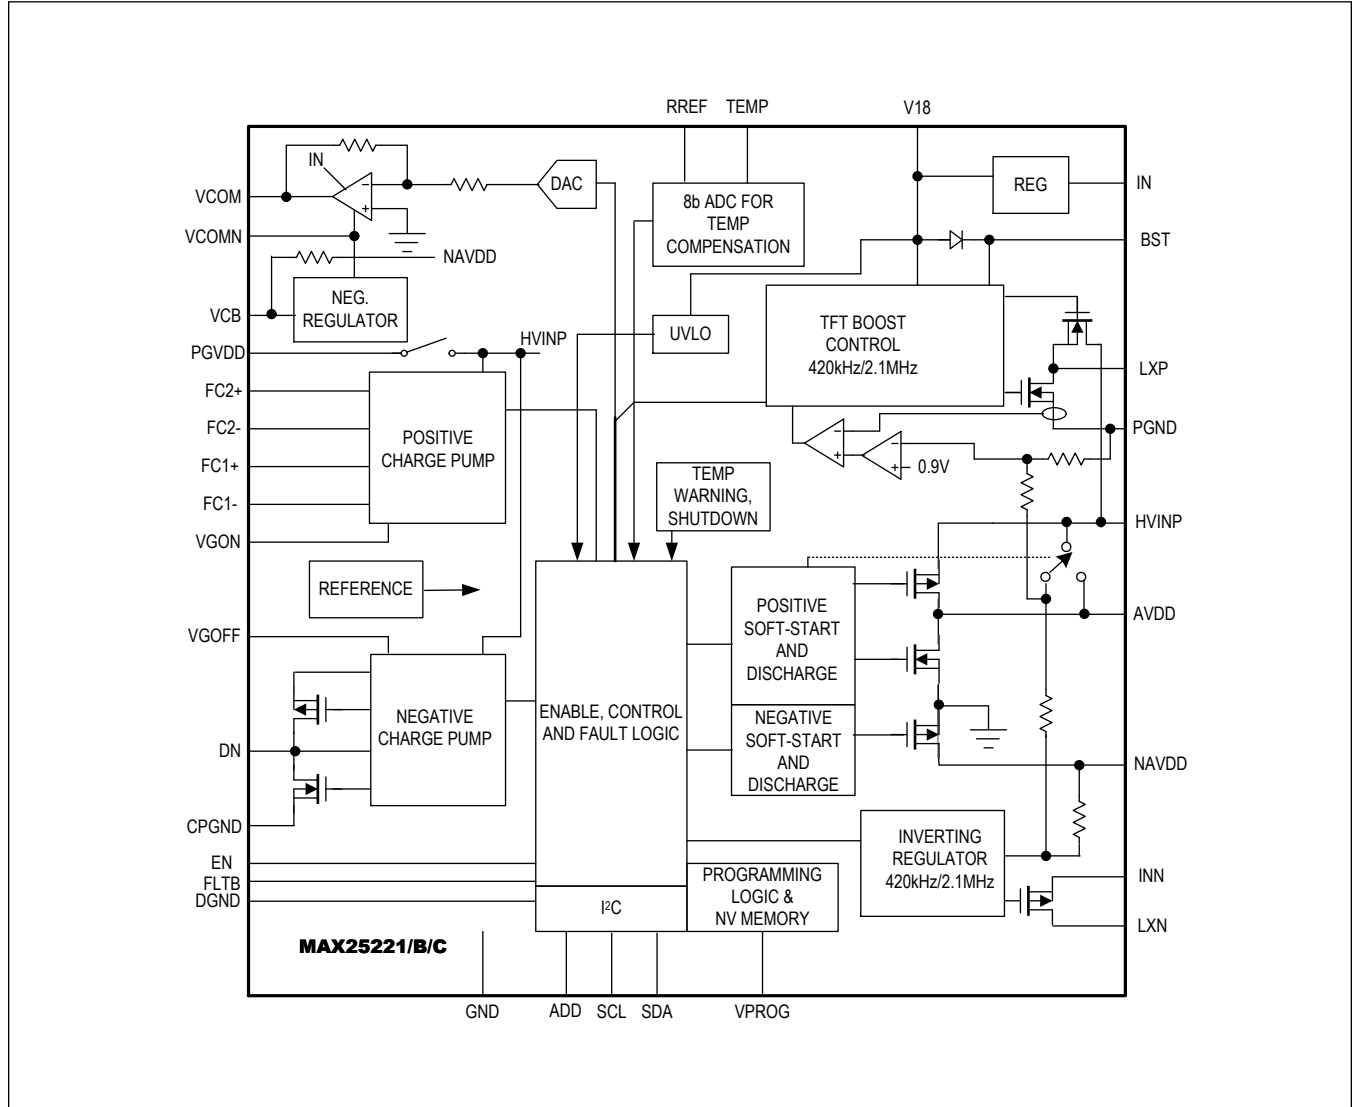 RREF TEMP V18
IN
DAC
REG
IN
VCOM
8b ADC FOR
TEMP
COMPENSATION
VCOMN
BST
NAVDD
NEG.
REGULATOR
VCB
UVLO
TFT BOOST
CONTROL
420kHz/2.1MHz
PGVDD
HVINP
LXP
FC2+
FC2-
FC1+
FC1-
POSITIVE
CHARGE PUMP
PGND
0.9V
TEMP
WARNING,
SHUTDOWN
VGON
HVINP
REFERENCE
POSITIVE
SOFT-START
AND
DISCHARGE
AVDD
VGOFF
NEGATIVE
CHARGE PUMP
ENABLE, CONTROL
AND FAULT LOGIC
NEGATIVE
SOFT-START
AND
DISCHARGE
DN
NAVDD
CPGND
INVERTING
REGULATOR
420kHz/2.1MHz
EN
FLTB
DGND
I²C
PROGRAMMING
LOGIC &
NV MEMORY
INN
LXN
MAX25221/B/C
GND ADD SCL SDA VPROG